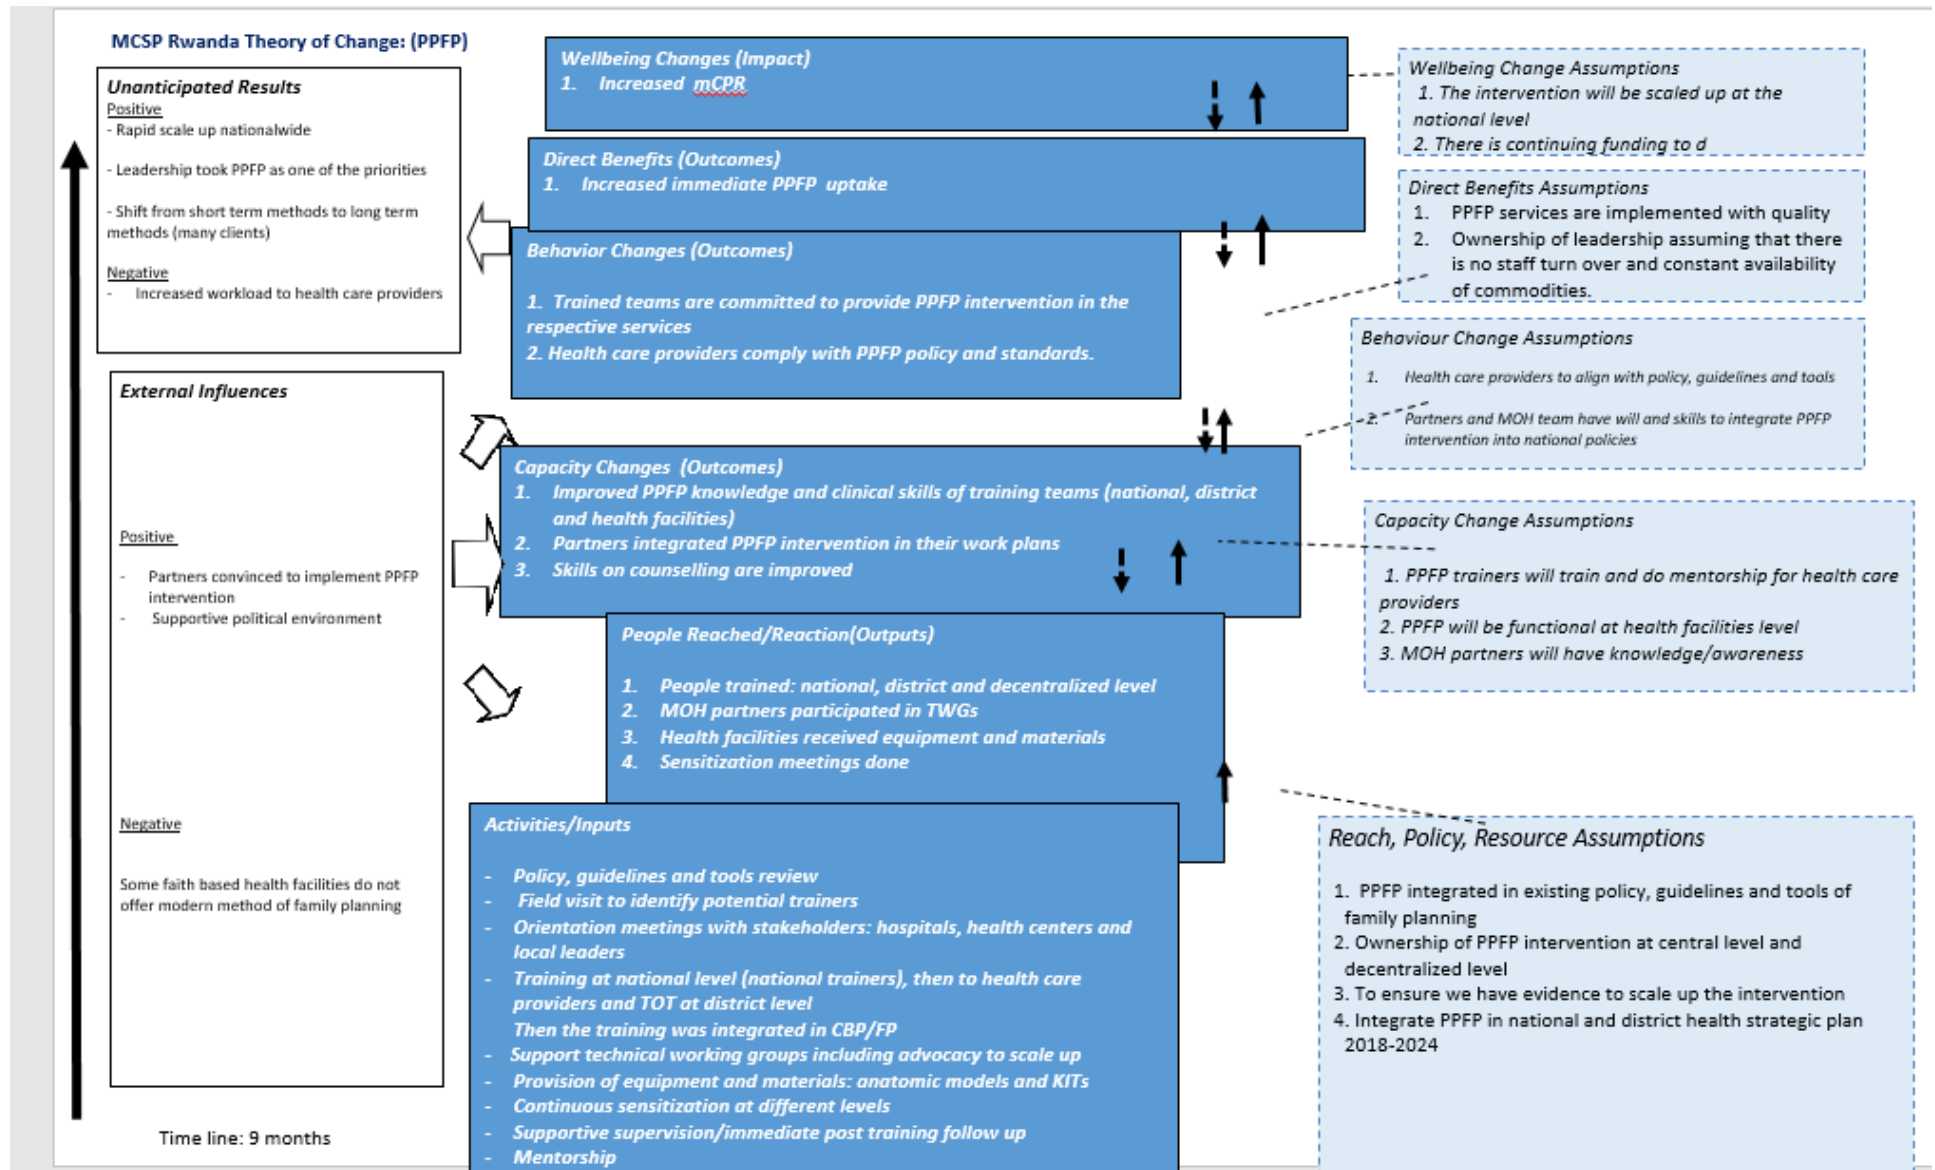 MCSP Rwanda Theory of Change: (PPFP)
Unanticipated Results
Positive
- Rapid scale up nationalwide
- Leadership took PPFP as one of the priorities
- Shift from short term methods to long term
methods (many clients)
Negative
- Increased workload to health care providers
External Influences
Positive
- Partners convinced to implement PPFP
intervention
- Supportive political environment
Negative
Some faith based health facilities do not
offer modern method of family planning
Time line: 9 months
Wellbeing Changes (Impact)
1. Increased mCPR
Direct Benefits (Outcomes)
1. Increased immediate PPFP uptake
Behavior Changes (Outcomes)
1. Trained teams are committed to provide PPFP intervention in the
respective services
2. Health care providers comply with PPFP policy and standards.
Capacity Changes (Outcomes)
1. Improved PPFP knowledge and clinical skills of training teams (national, district
and health facilities)
2. Partners integrated PPFP intervention in their work plans
3. Skills on counselling are improved
People Reached/Reaction(Outputs)
1. People trained: national, district and decentralized level
2. MOH partners participated in TWGs
3. Health facilities received equipment and materials
4. Sensitization meetings done
Activities/Inputs
- Policy, guidelines and tools review
- Field visit to identify potential trainers
- Orientation meetings with stakeholders: hospitals, health centers and
local leaders
- Training at national level (national trainers), then to health care
providers and TOT at district level
Then the training was integrated in CBP/FP
- Support technical working groups including advocacy to scale up
- Provision of equipment and materials: anatomic models and KITs
- Continuous sensitization at different levels
- Supportive supervision/immediate post training follow up
- Mentorship
Wellbeing Change Assumptions
1. The intervention will be scaled up at the
national level
2. There is continuing funding to d
Direct Benefits Assumptions
1. PPFP services are implemented with quality
2. Ownership of leadership assuming that there
is no staff turn over and constant availability
of commodities.
Behaviour Change Assumptions
1. Health care providers to align with policy, guidelines and tools
2. Partners and MOH team have will and skills to integrate PPFP
intervention into national policies
Capacity Change Assumptions
1. PPFP trainers will train and do mentorship for health care
providers
2. PPFP will be functional at health facilities level
3. MOH partners will have knowledge/awareness
Reach, Policy, Resource Assumptions
1. PPFP integrated in existing policy, guidelines and tools of
family planning
2. Ownership of PPFP intervention at central level and
decentralized level
3. To ensure we have evidence to scale up the intervention
4. Integrate PPFP in national and district health strategic plan
2018-2024